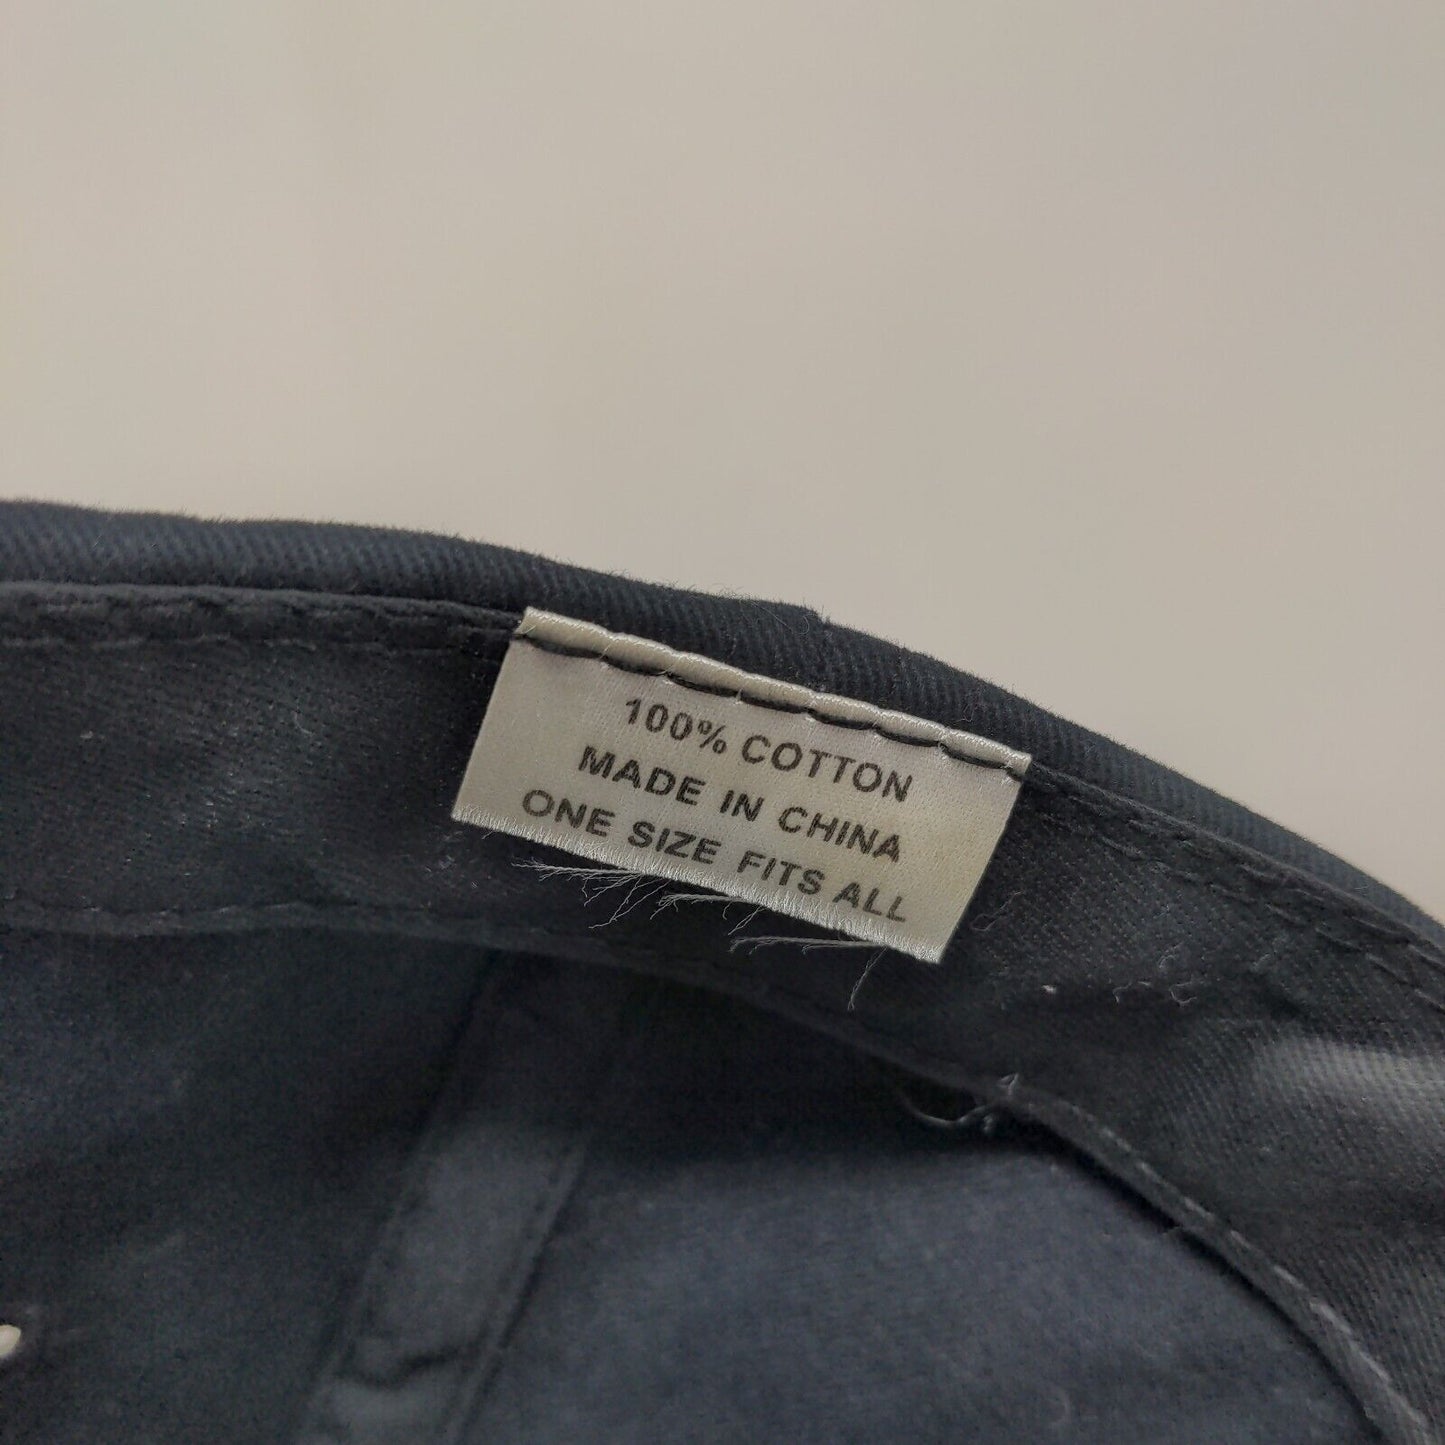 100% COTTON
MADE IN CHINA
ONE SIZE FITS ALL